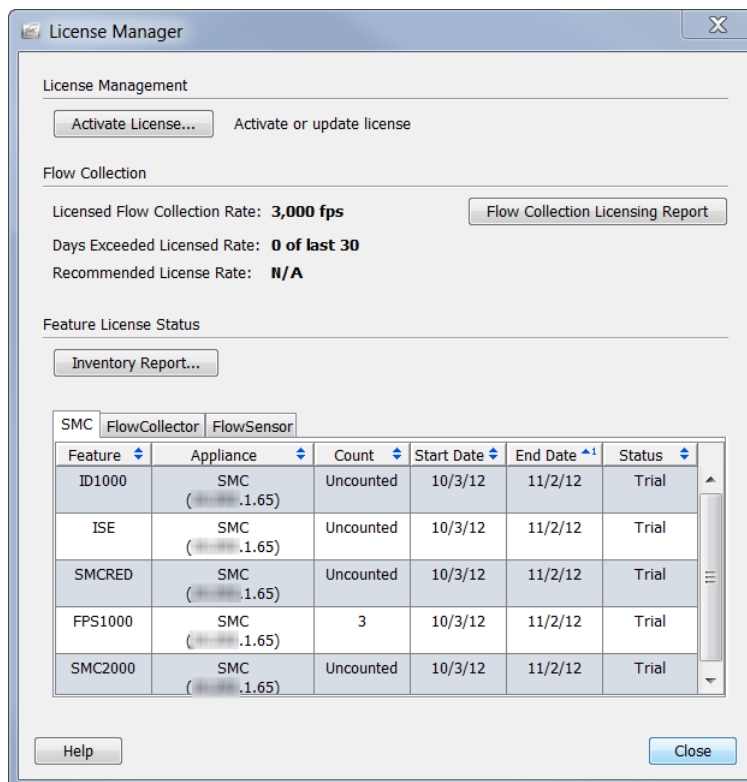 License Manager
License Management
Activate License... Activate or update license
Flow Collection
Licensed Flow Collection Rate: 3,000 fps Flow Collection Licensing Report
Days Exceeded Licensed Rate: 0 of last 30
Recommended License Rate: N/A
Feature License Status
Inventory Report...
SMC FlowCollector FlowSensor
Feature Appliance Count Start Date End Date 1 Status
ID1000 SMC Uncounted 10/3/12 11/2/12 Trial
( .1.65)
ISE SMC Uncounted 10/3/12 11/2/12 Trial
( .1.65)
SMCRED SMC Uncounted 10/3/12 11/2/12 Trial
( .1.65)
FPS1000 SMC 3 10/3/12 11/2/12 Trial
( .1.65)
SMC2000 SMC Uncounted 10/3/12 11/2/12 Trial
( .1.65)
Help Close